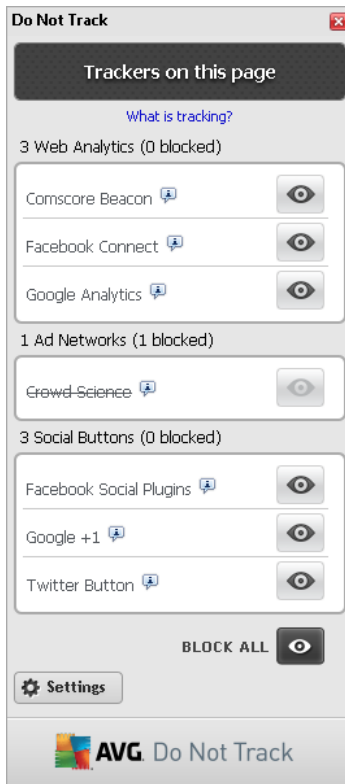 Do Not Track
Trackers on this page
What is tracking?
3 Web Analytics (0 blocked)
Comscore Beacon
Facebook Connect
Google Analytics
1 Ad Networks (1 blocked)
Crowd Science
3 Social Buttons (0 blocked)
Facebook Social Plugins
Google +1
Twitter Button
BLOCK ALL
Settings
AVG. Do Not Track